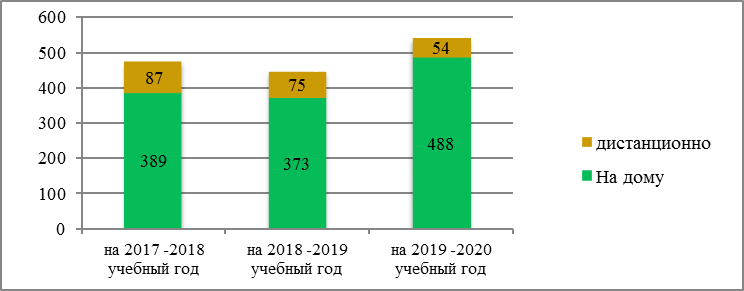 600
500
400
300
200
100
0
87
389
75
373
54
488
на 2017 -2018
учебный год
на 2018 -2019
учебный год
на 2019 -2020
учебный год
дистанционно
На дому